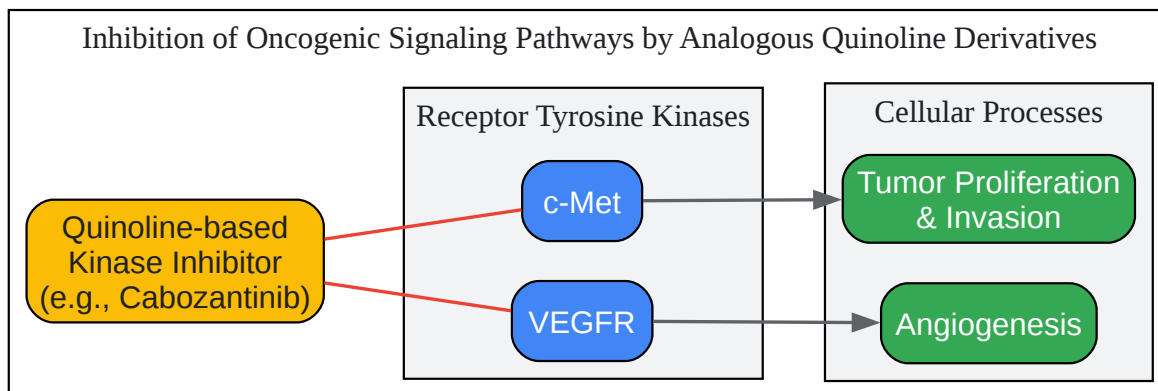 Inhibition of Oncogenic Signaling Pathways by Analogous Quinoline Derivatives
Receptor Tyrosine Kinases
Cellular Processes
Quinoline-based
Kinase Inhibitor
(e.g., Cabozantinib)
c-Met
VEGFR
Tumor Proliferation
& Invasion
Angiogenesis